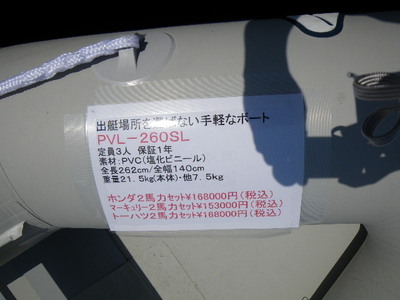 出艇場所を選ばない手軽なボート
PVL-260SL
定員3人 保証1年
素材:PVC(塩化ビニール)
全長262cm/全幅140cm
重量21.5kg(本体)・他7.5kg
ホンダ2馬力セット¥168000円(税込)
マーキュリー2馬力セット¥153000円(税込)
トーハツ2馬力セット¥168000円(税込)